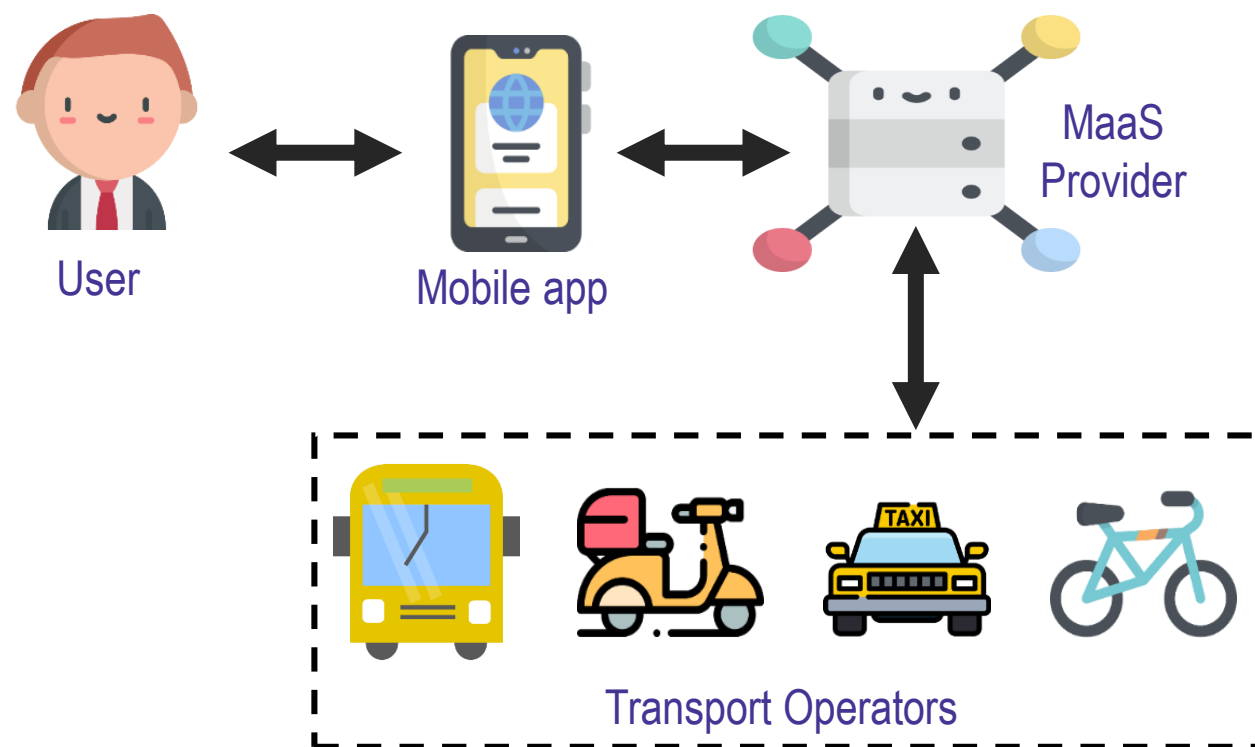 User
Mobile app
MaaS
Provider
TAXI
Transport Operators